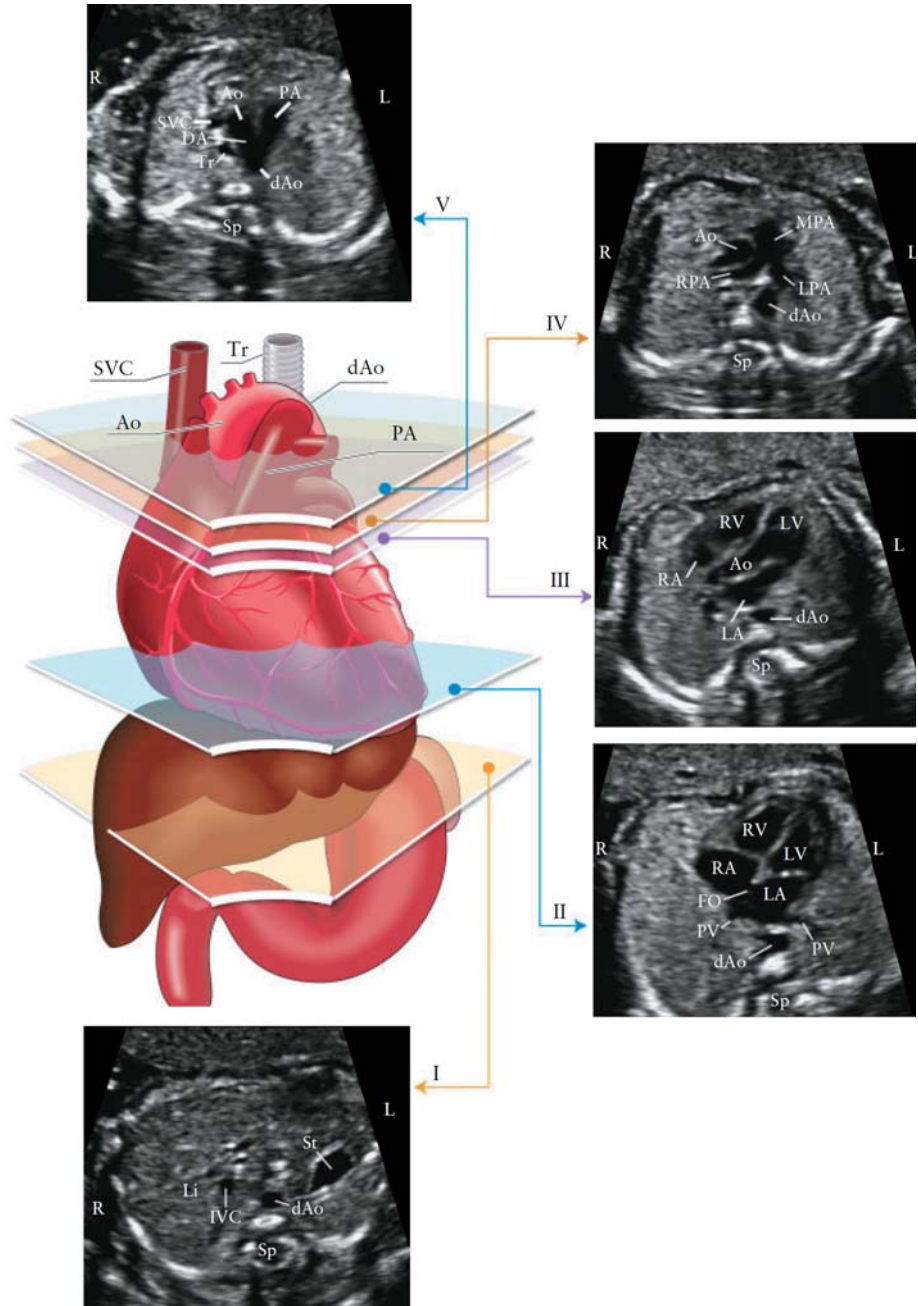 R
Ao
PA
L
SVC
DA
Tr
dAo
Sp
V
Ao
MPA
R
L
RPA
LPA
dAo
Sp
IV
SVC
Tr
dAo
Ao
PA
RV
LV
R
L
Ao
RA
LA
dAo
Sp
III
RV
R
LV
L
RA
LA
FO
PV
PV
dAo
Sp
II
I
L
St
Li
R
IVC
dAo
Sp